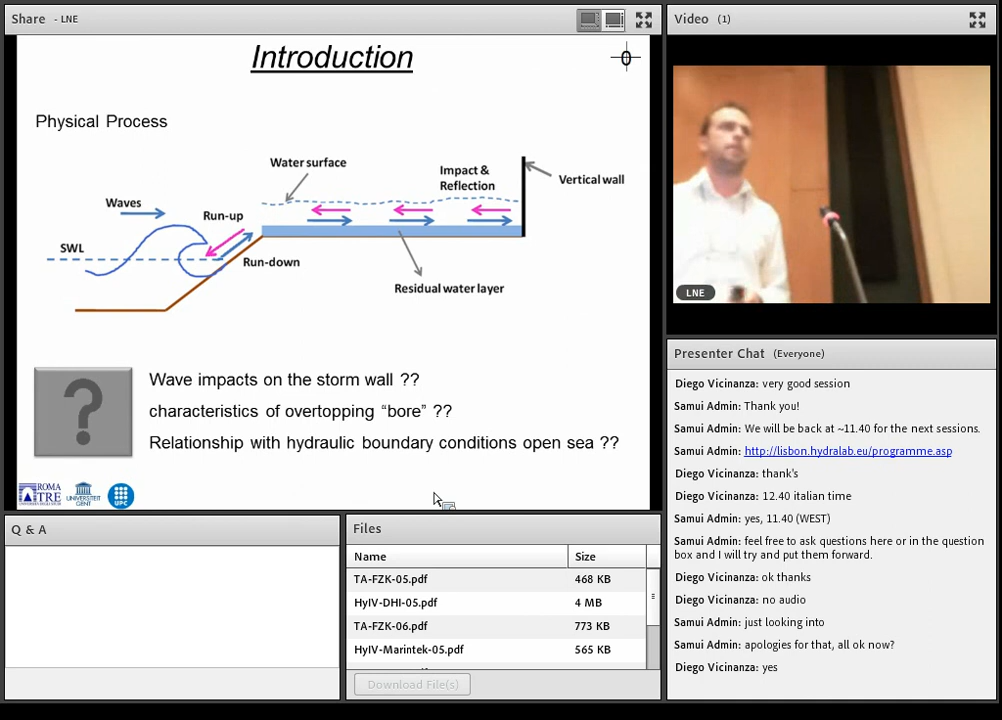 Share - LNE
Introduction
0
Physical Process
Water surface
Impact &
Reflection
Vertical wall
Waves
Run-up
SWL
Run-down
Residual water layer
Wave impacts on the storm wall ??
characteristics of overtopping “bore” ??
Relationship with hydraulic boundary conditions open sea ??
?
ROMA
TRE
UNIVERSITEIT
GENT
UPC
Q & A
Files
Name Size
TA-FZK-05.pdf 468 KB
HyIV-DHI-05.pdf 4 MB
TA-FZK-06.pdf 773 KB
HyIV-Marintek-05.pdf 565 KB
Download File(s)
Video (1)
LNE
Presenter Chat (Everyone)
Diego Vicinanza: very good session
Samui Admin: Thank you!
Samui Admin: We will be back at ~11.40 for the next sessions.
Samui Admin: http://lisbon.hydralab.eu/programme.asp
Diego Vicinanza: thank's
Diego Vicinanza: 12.40 italian time
Samui Admin: yes, 11.40 (WEST)
Samui Admin: feel free to ask questions here or in the question
box and I will try and put them forward.
Diego Vicinanza: ok thanks
Diego Vicinanza: no audio
Samui Admin: just looking into
Samui Admin: apologies for that, all ok now?
Diego Vicinanza: yes